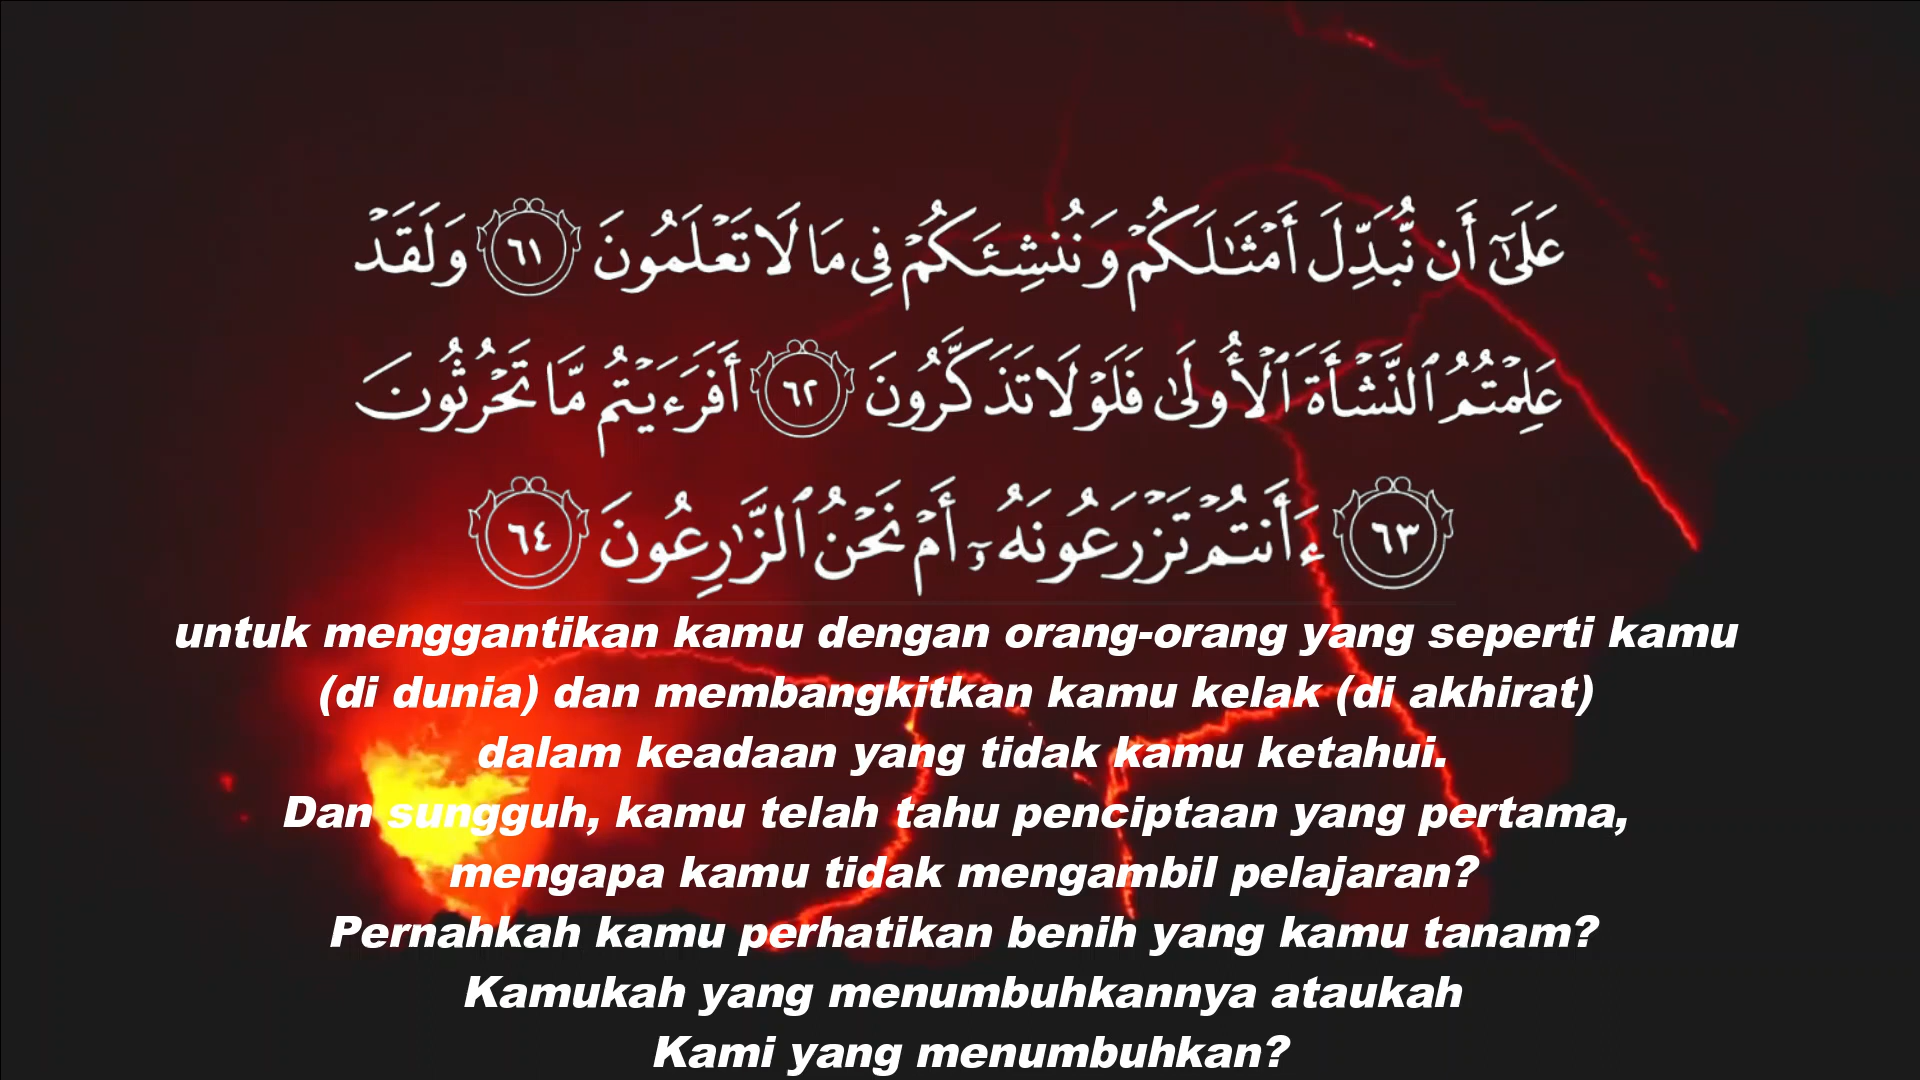 عَلَىٰٓ أَن نُّبَدِّلَ أَمْثَـٰلَكُمْ وَنُنشِئَكُمْ فِى مَا لَا تَعْلَمُونَ ٦١ وَلَقَدْ
عَلِمْتُمُ ٱلنَّشْأَةَ ٱلْأُولَىٰ فَلَوْلَا تَذَكَّرُونَ ٦٢ أَفَرَءَيْتُم مَّا تَحْرُثُونَ
٦٣ ءَأَنتُمْ تَزْرَعُونَهُۥٓ أَمْ نَحْنُ ٱلزَّٰرِعُونَ ٦٤
untuk menggantikan kamu dengan orang-orang yang seperti kamu
(di dunia) dan membangkitkan kamu kelak (di akhirat)
dalam keadaan yang tidak kamu ketahui.
Dan sungguh, kamu telah tahu penciptaan yang pertama,
mengapa kamu tidak mengambil pelajaran?
Pernahkah kamu perhatikan benih yang kamu tanam?
Kamukah yang menumbuhkannya ataukah
Kami yang menumbuhkan?